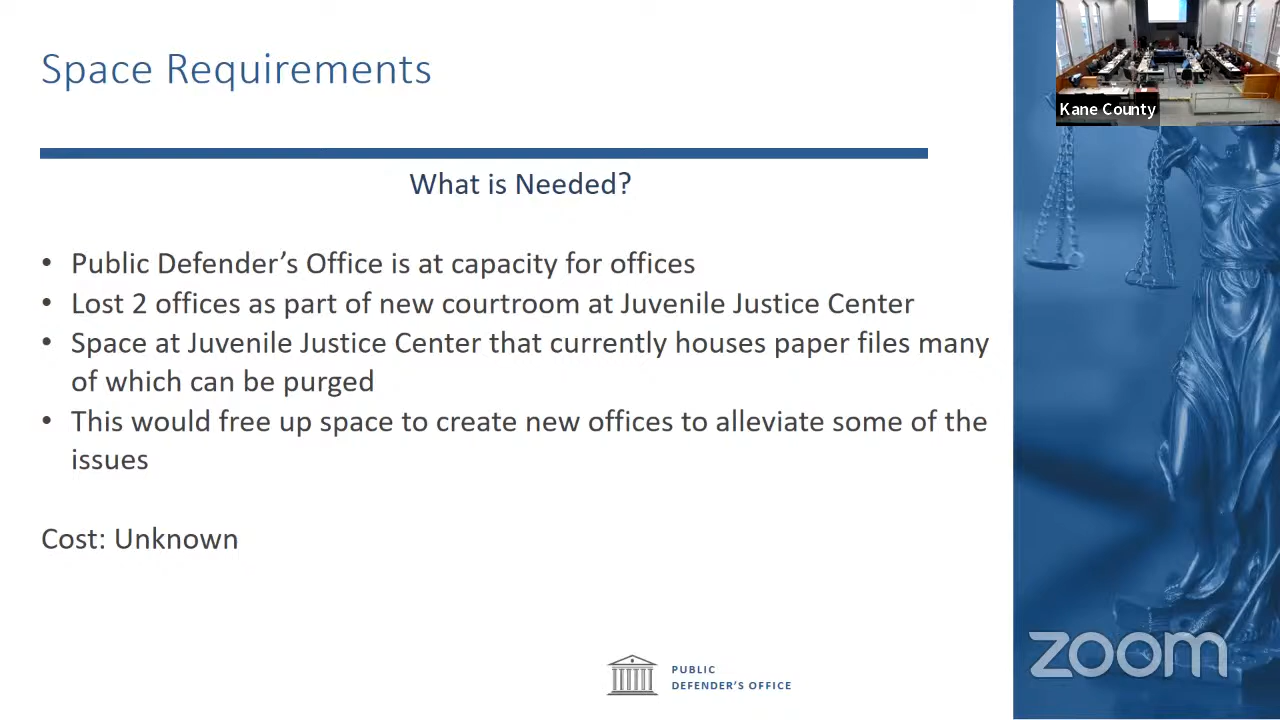 Space Requirements
Kane County
What is Needed?
• Public Defender’s Office is at capacity for offices
• Lost 2 offices as part of new courtroom at Juvenile Justice Center
• Space at Juvenile Justice Center that currently houses paper files many
of which can be purged
• This would free up space to create new offices to alleviate some of the
issues
Cost: Unknown
PUBLIC
DEFENDER’S OFFICE
zoom